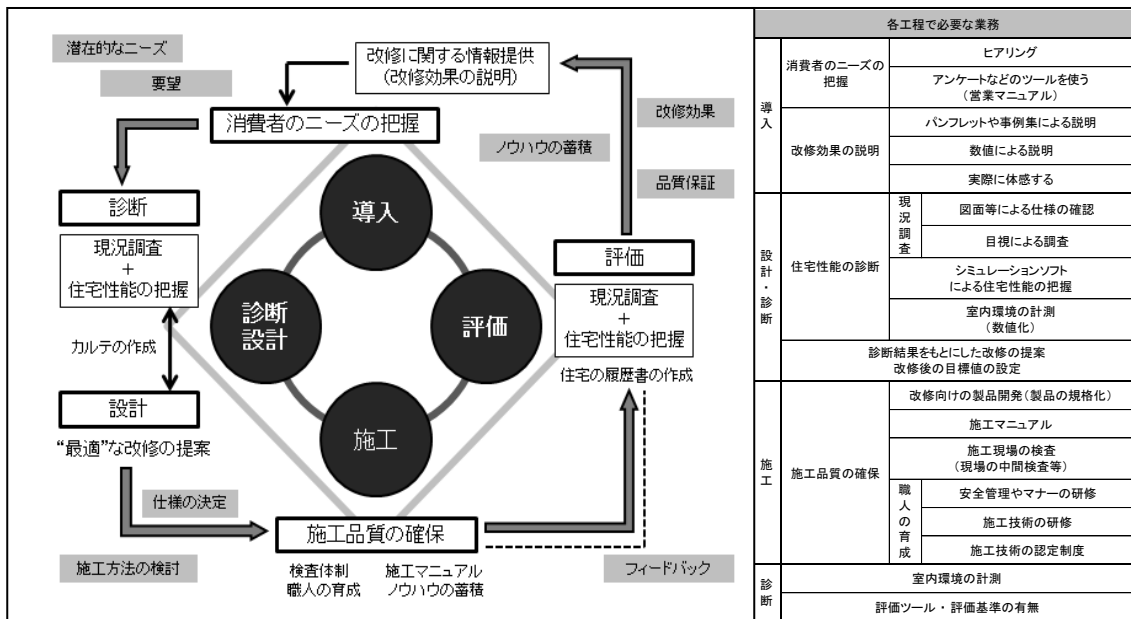 潜在的なニーズ
要望
改修に関する情報提供
(改修効果の説明)
消費者のニーズの把握
改修効果
ノウハウの蓄積
品質保証
診断
現況調査
+
住宅性能の把握
カルテの作成
設計
“最適”な改修の提案
仕様の決定
施工方法の検討
導入
診断
設計
評価
施工
評価
現況調査
+
住宅性能の把握
住宅の履歴書の作成
施工品質の確保
検査体制
職人の育成
施工マニュアル
ノウハウの蓄積
フィードバック
各工程で必要な業務
導入
消費者のニーズの
把握
ヒアリング
アンケートなどのツールを使う
(営業マニュアル)
改修効果の説明
パンフレットや事例集による説明
数値による説明
実際に体感する
設計・診断
住宅性能の診断
現況調査
図面等による仕様の確認
目視による調査
シミュレーションソフト
による住宅性能の把握
室内環境の計測
(数値化)
診断結果をもとにした改修の提案
改修後の目標値の設定
施工
施工品質の確保
改修向けの製品開発(製品の規格化)
施工マニュアル
施工現場の検査
(現場の中間検査等)
職人の育成
安全管理やマナーの研修
施工技術の研修
施工技術の認定制度
診断
室内環境の計測
評価ツール・評価基準の有無